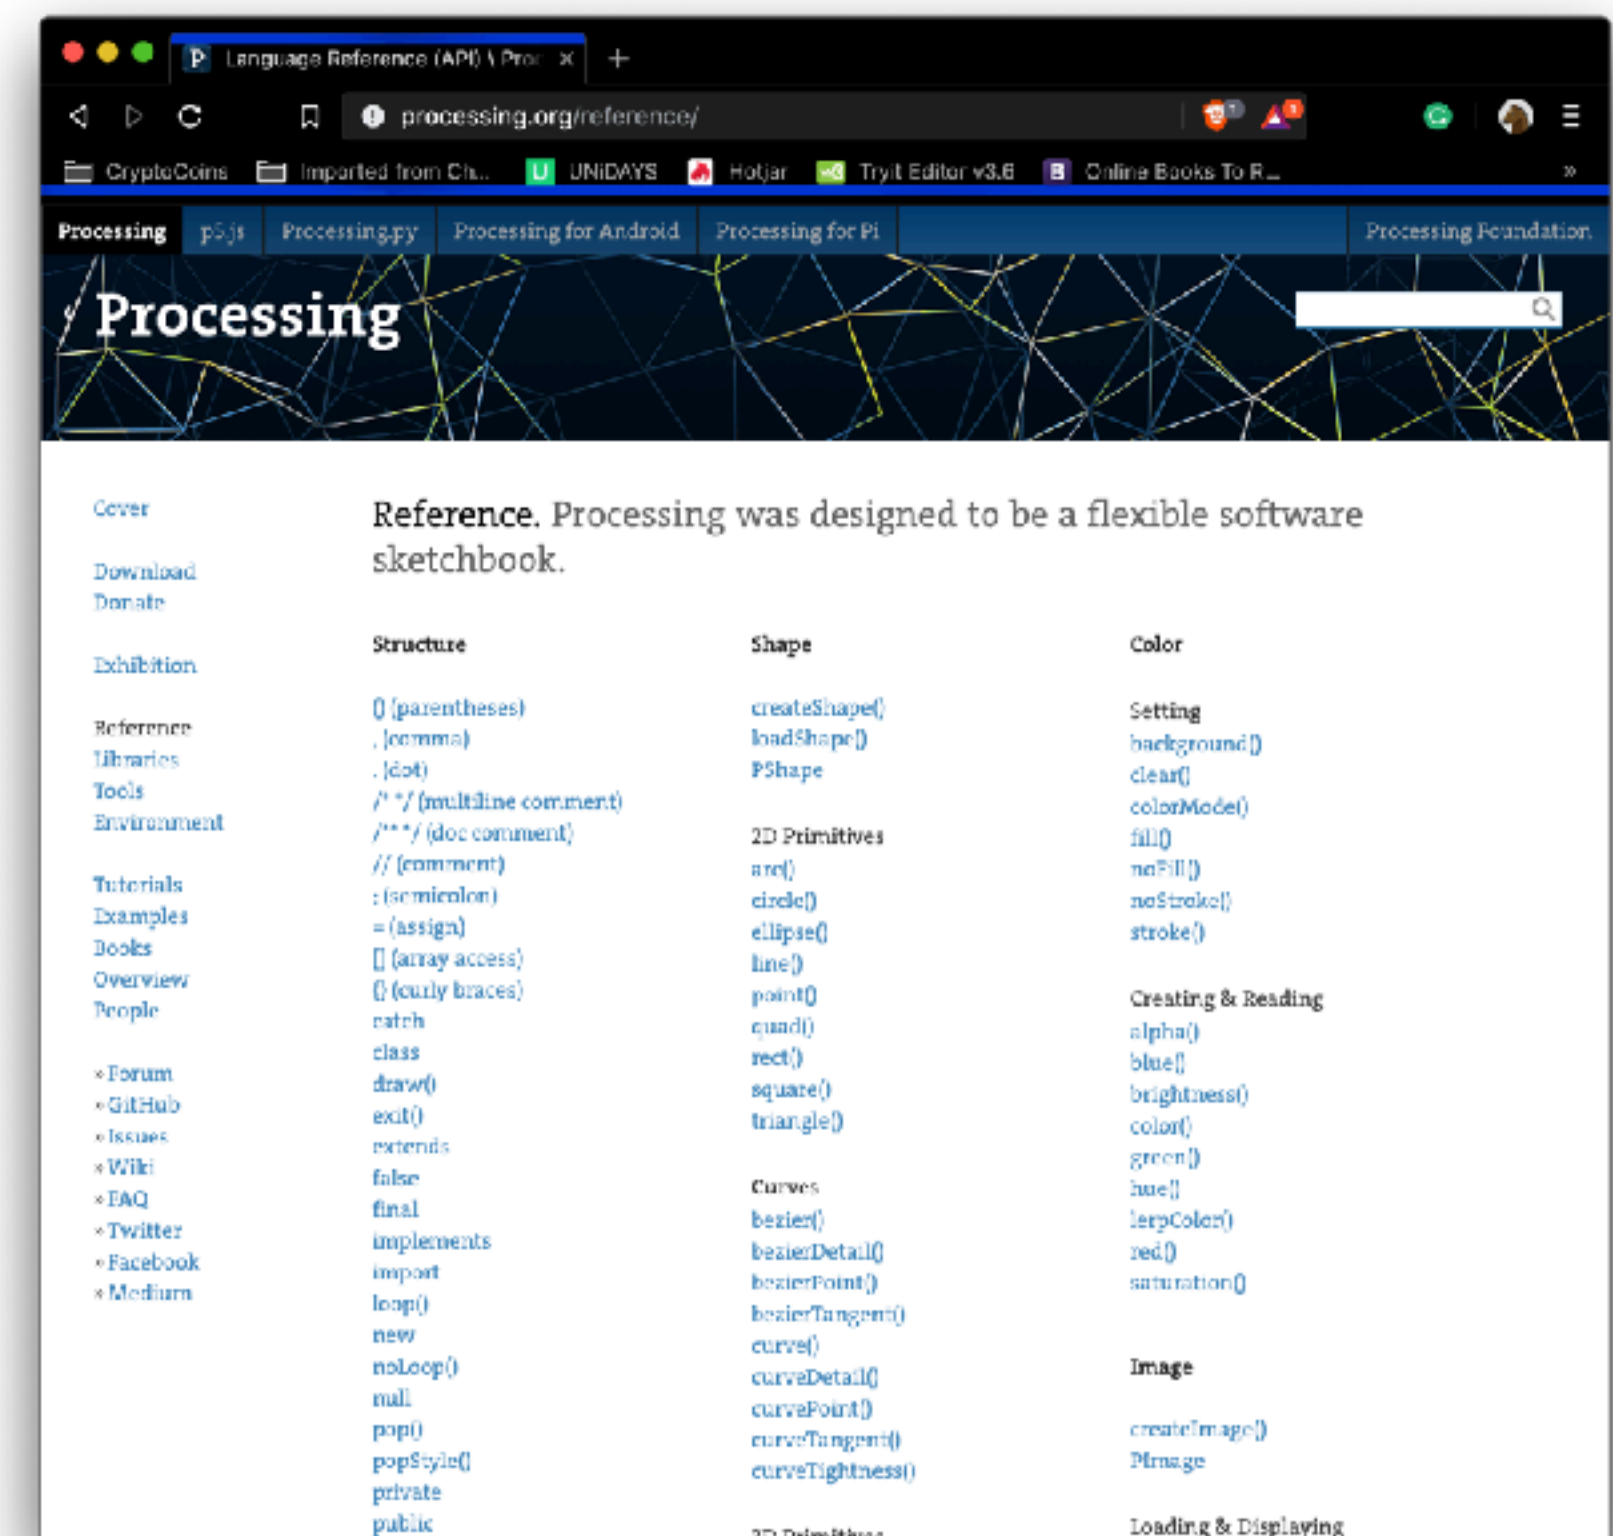 Language Reference (API) \ Proc
processing.org/reference/
CryptoCoins
Imported from Ch...
UNiDAYS
Hotjar
Tryit Editor v3.6
Online Books To R...
Processing
p5.js
Processing.py
Processing for Android
Processing for Pi
Processing Foundation
Processing
Cover
Download
Donate
Exhibition
Reference
Libraries
Tools
Environment
Tutorials
Examples
Books
Overview
People
» Forum
» GitHub
» Issues
» Wiki
» FAQ
» Twitter
» Facebook
» Medium
Reference. Processing was designed to be a flexible software
sketchbook.
Structure
() (parentheses)
, (comma)
. (dot)
/* */ (multiline comment)
/** */ (doc comment)
// (comment)
; (semicolon)
= (assign)
[] (array access)
{} (curly braces)
catch
class
draw()
exit()
extends
false
final
implements
import
loop()
new
noLoop()
null
pop()
popStyle()
private
public
Shape
createShape()
loadShape()
PShape
2D Primitives
arc()
circle()
ellipse()
line()
point()
quad()
rect()
square()
triangle()
Curves
bezier()
bezierDetail()
bezierPoint()
bezierTangent()
curve()
curveDetail()
curvePoint()
curveTangent()
curveTightness()
3D Primitives
Color
Setting
background()
clear()
colorMode()
fill()
noFill()
noStroke()
stroke()
Creating & Reading
alpha()
blue()
brightness()
color()
green()
hue()
lerpColor()
red()
saturation()
Image
createImage()
PImage
Loading & Displaying